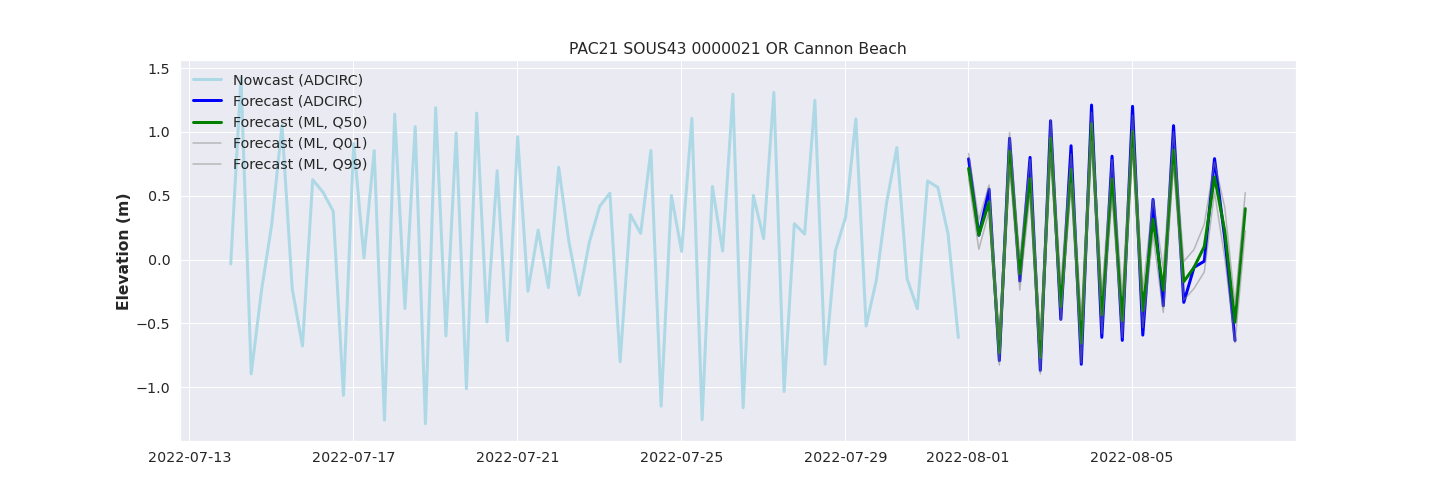 PAC21 SOUS43 0000021 OR Cannon Beach
1.5
1.0
0.5
0.0
−0.5
−1.0
Elevation (m)
Nowcast (ADCIRC)
Forecast (ADCIRC)
Forecast (ML, Q50)
Forecast (ML, Q01)
Forecast (ML, Q99)
2022-07-13 2022-07-17 2022-07-21 2022-07-25 2022-07-29 2022-08-01 2022-08-05